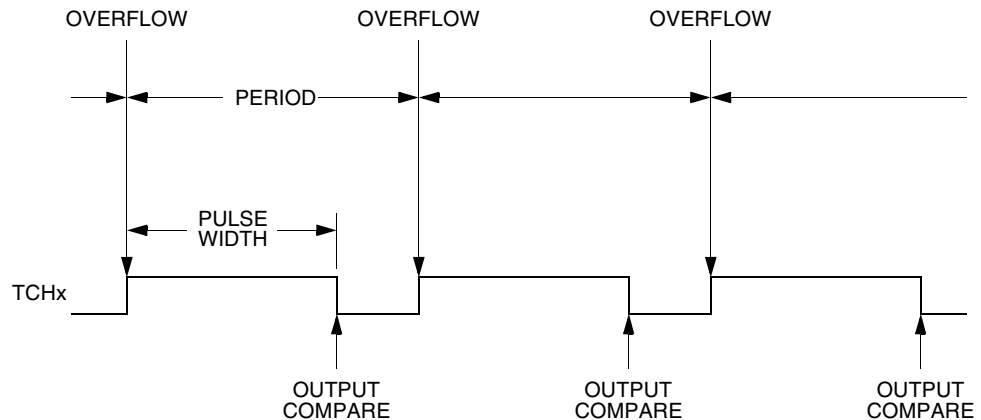 OVERFLOW OVERFLOW OVERFLOW
PERIOD
PULSE
WIDTH
TCHx
OUTPUT OUTPUT OUTPUT
COMPARE COMPARE COMPARE